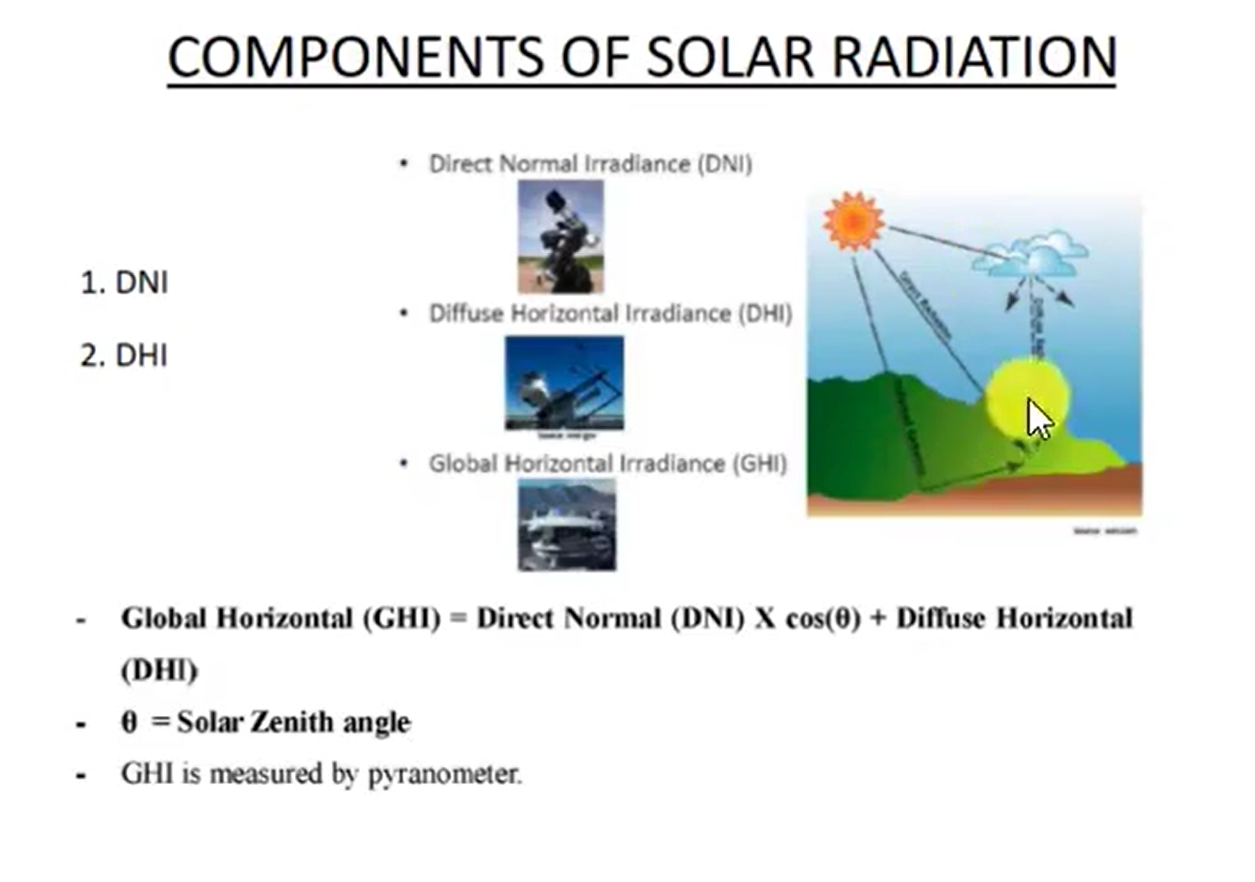 COMPONENTS OF SOLAR RADIATION
• Direct Normal Irradiance (DNI)
1. DNI
• Diffuse Horizontal Irradiance (DHI)
2. DHI
• Global Horizontal Irradiance (GHI)
Direct Radiation
- Global Horizontal (GHI) = Direct Normal (DNI) X cos(θ) + Diffuse Horizontal
(DHI)
- θ = Solar Zenith angle
- GHI is measured by pyranometer.